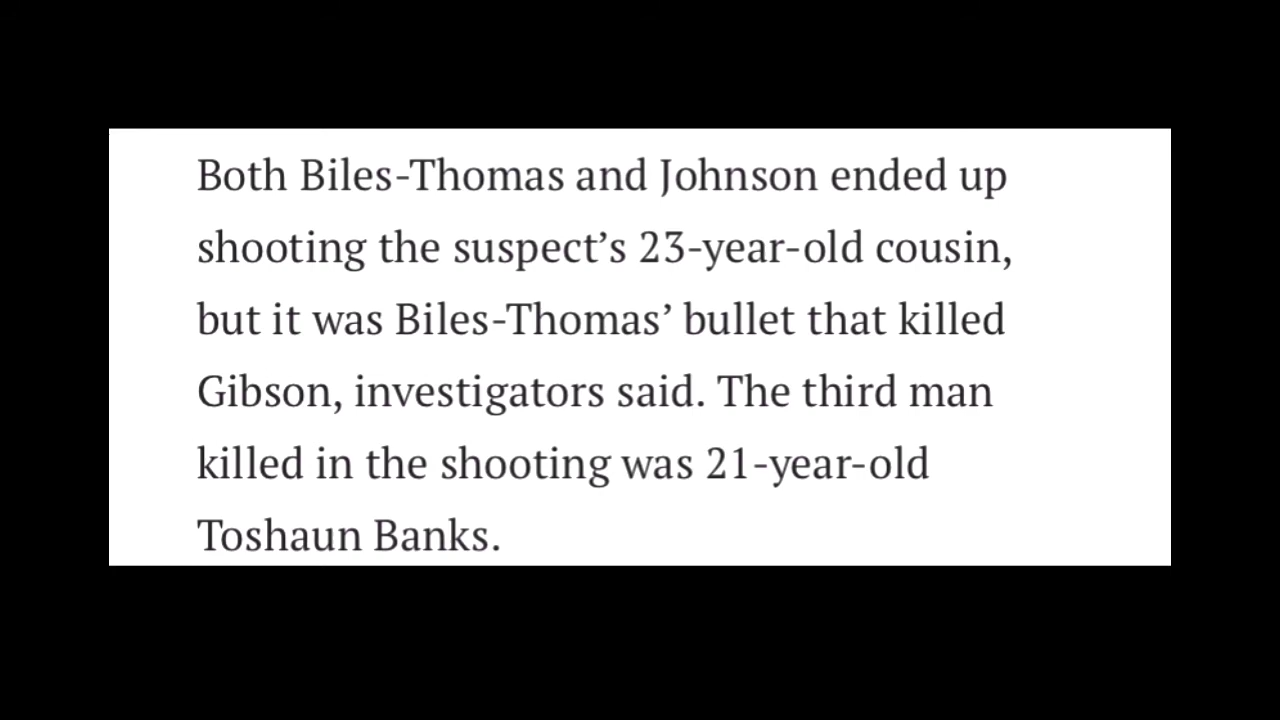 Both Biles-Thomas and Johnson ended up
shooting the suspect’s 23-year-old cousin,
but it was Biles-Thomas’ bullet that killed
Gibson, investigators said. The third man
killed in the shooting was 21-year-old
Toshaun Banks.